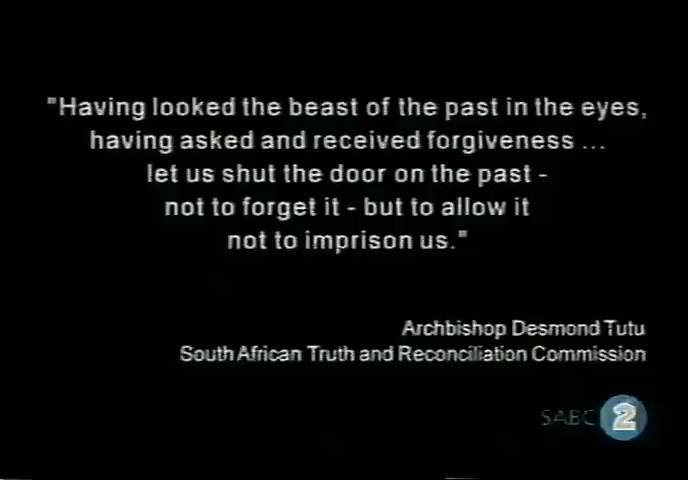 "Having looked the beast of the past in the eyes,
having asked and received forgiveness ...
let us shut the door on the past -
not to forget it - but to allow it
not to imprison us."
Archbishop Desmond Tutu
South African Truth and Reconciliation Commission
SABC 2